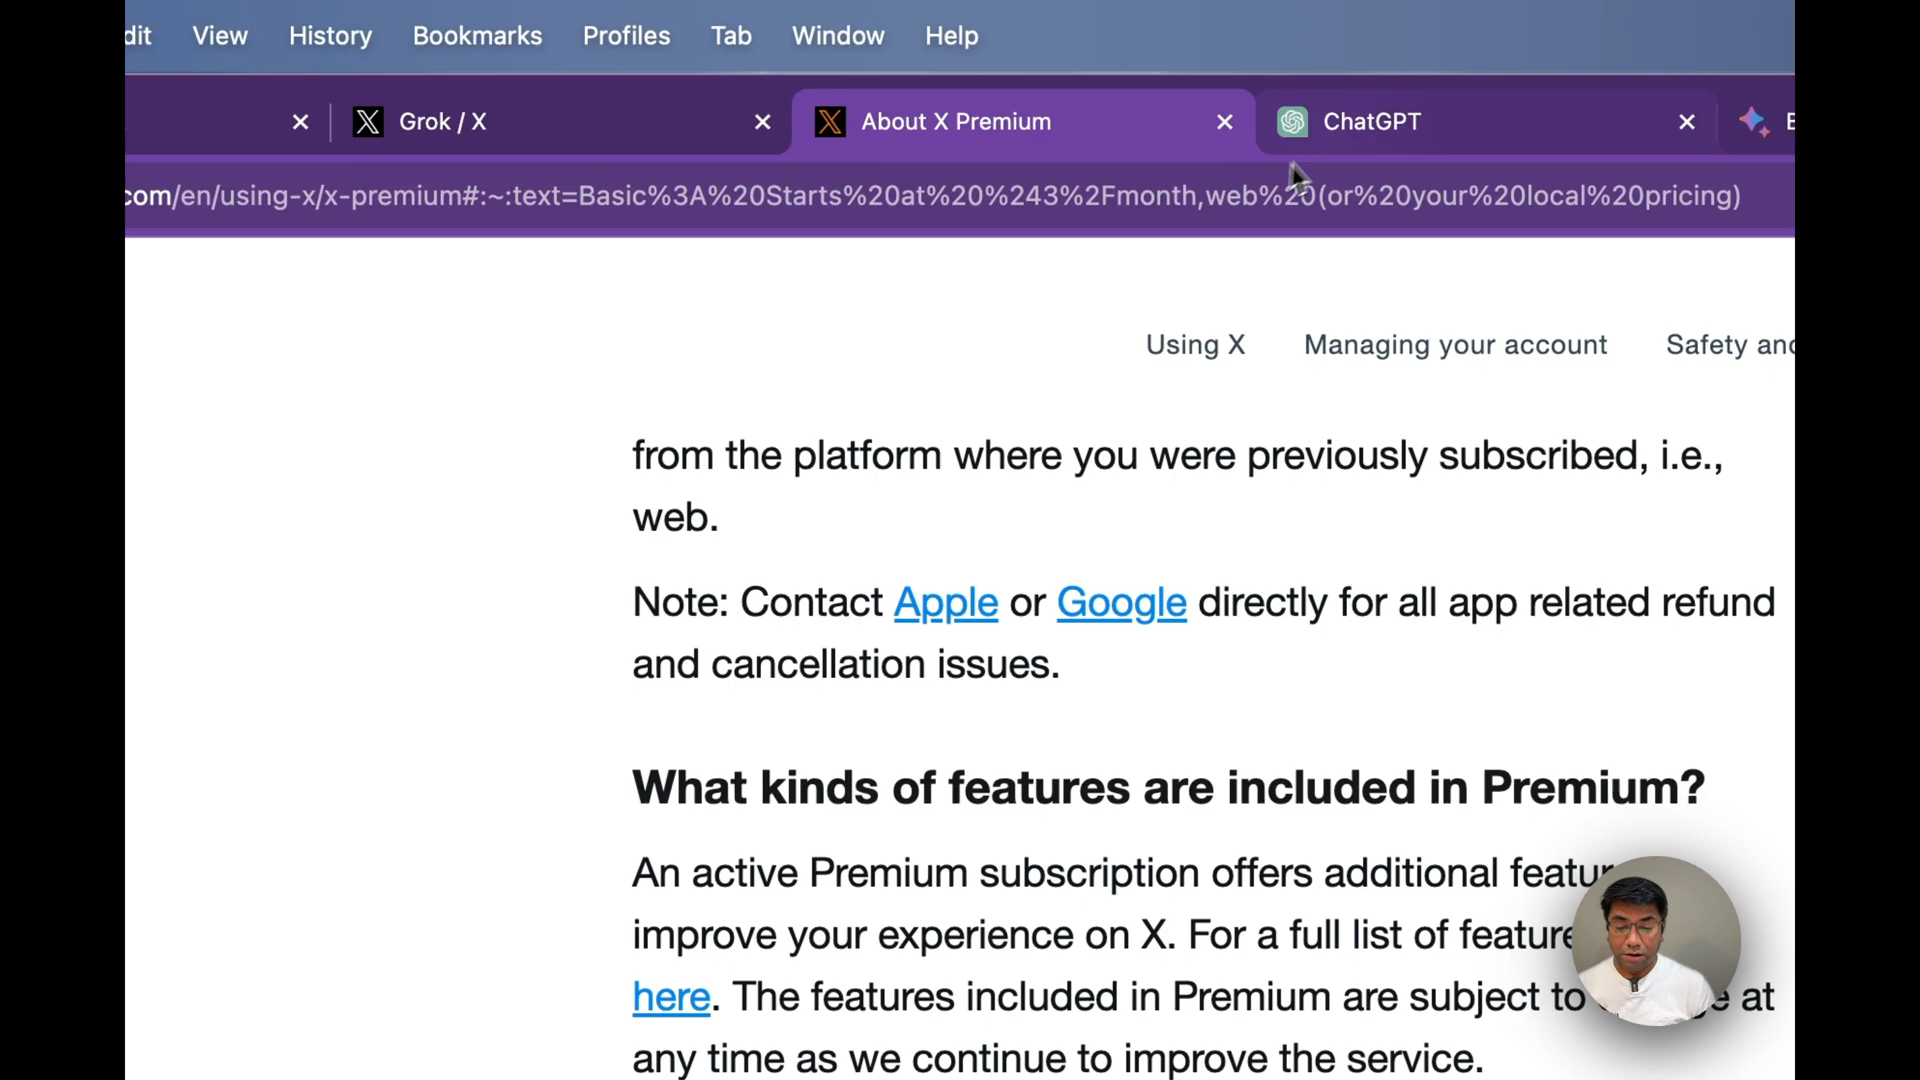 dit View History Bookmarks Profiles Tab Window Help
Grok / X About X Premium ChatGPT
com/en/using-x/x-premium#:~:text=Basic%3A%20Starts%20at%20%243%2Fmonth,web%20(or%20your%20local%20pricing)
Using X Managing your account Safety and
from the platform where you were previously subscribed, i.e.,
web.
Note: Contact Apple or Google directly for all app related refund
and cancellation issues.
What kinds of features are included in Premium?
An active Premium subscription offers additional featur
improve your experience on X. For a full list of feature
here. The features included in Premium are subject to at
any time as we continue to improve the service.